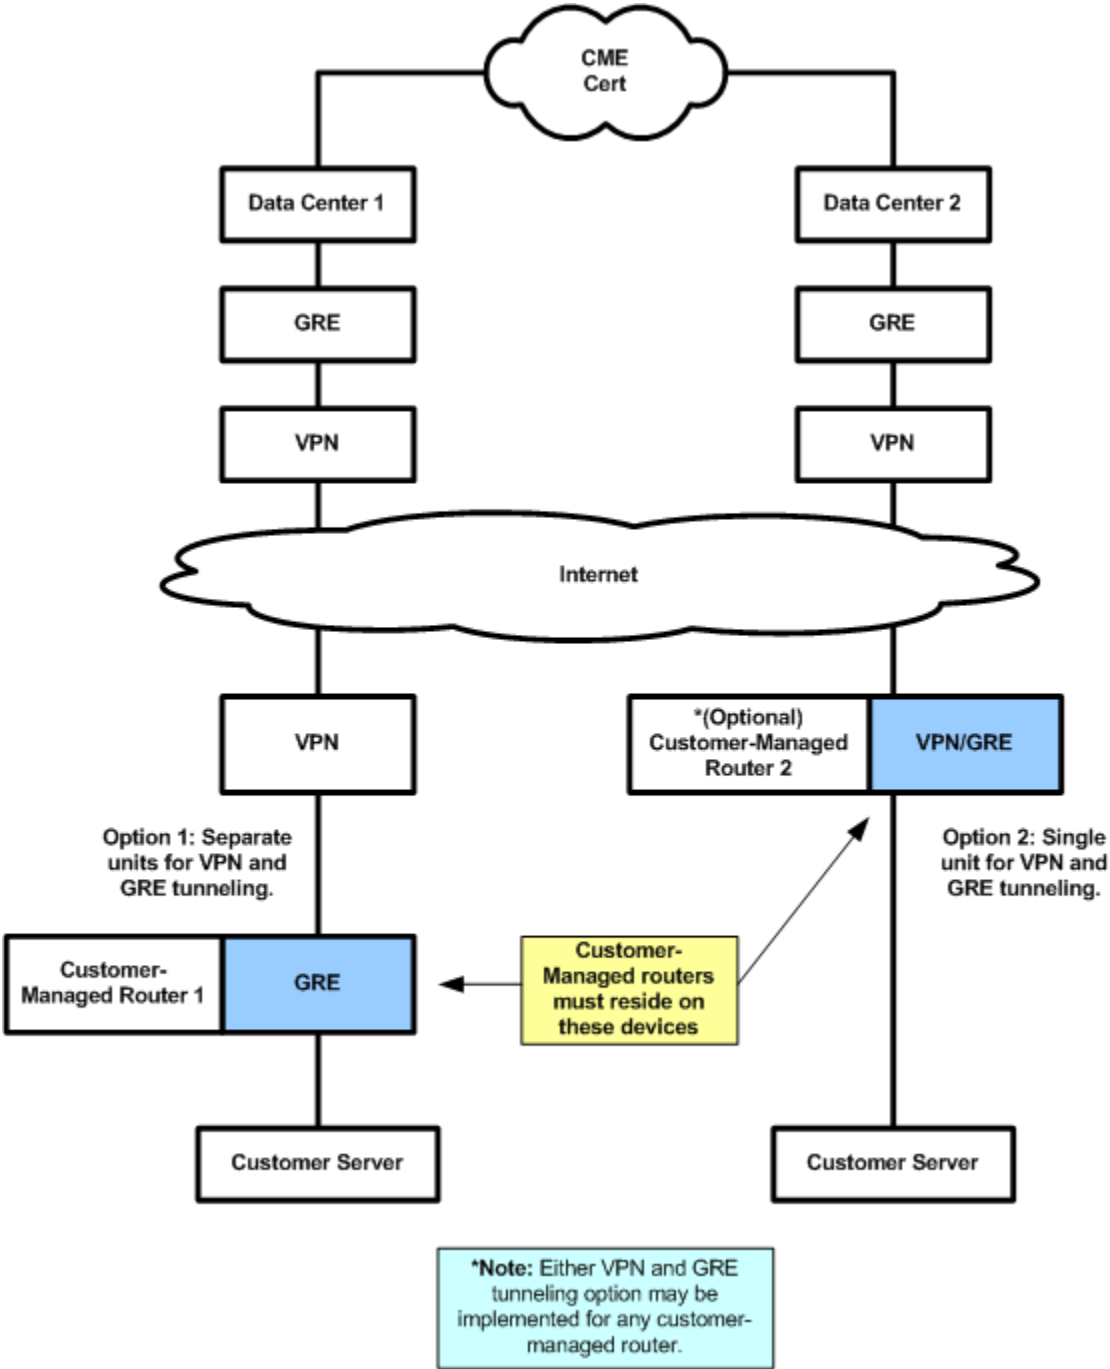 CME
Cert
Data Center 1
Data Center 2
GRE
GRE
VPN
VPN
Internet
VPN
*(Optional)
Customer-Managed
Router 2
VPN/GRE
Option 1: Separate
units for VPN and
GRE tunneling.
Option 2: Single
unit for VPN and
GRE tunneling.
Customer-
Managed Router 1
GRE
Customer-
Managed routers
must reside on
these devices
Customer Server
Customer Server
*Note: Either VPN and GRE
tunneling option may be
implemented for any customer-
managed router.